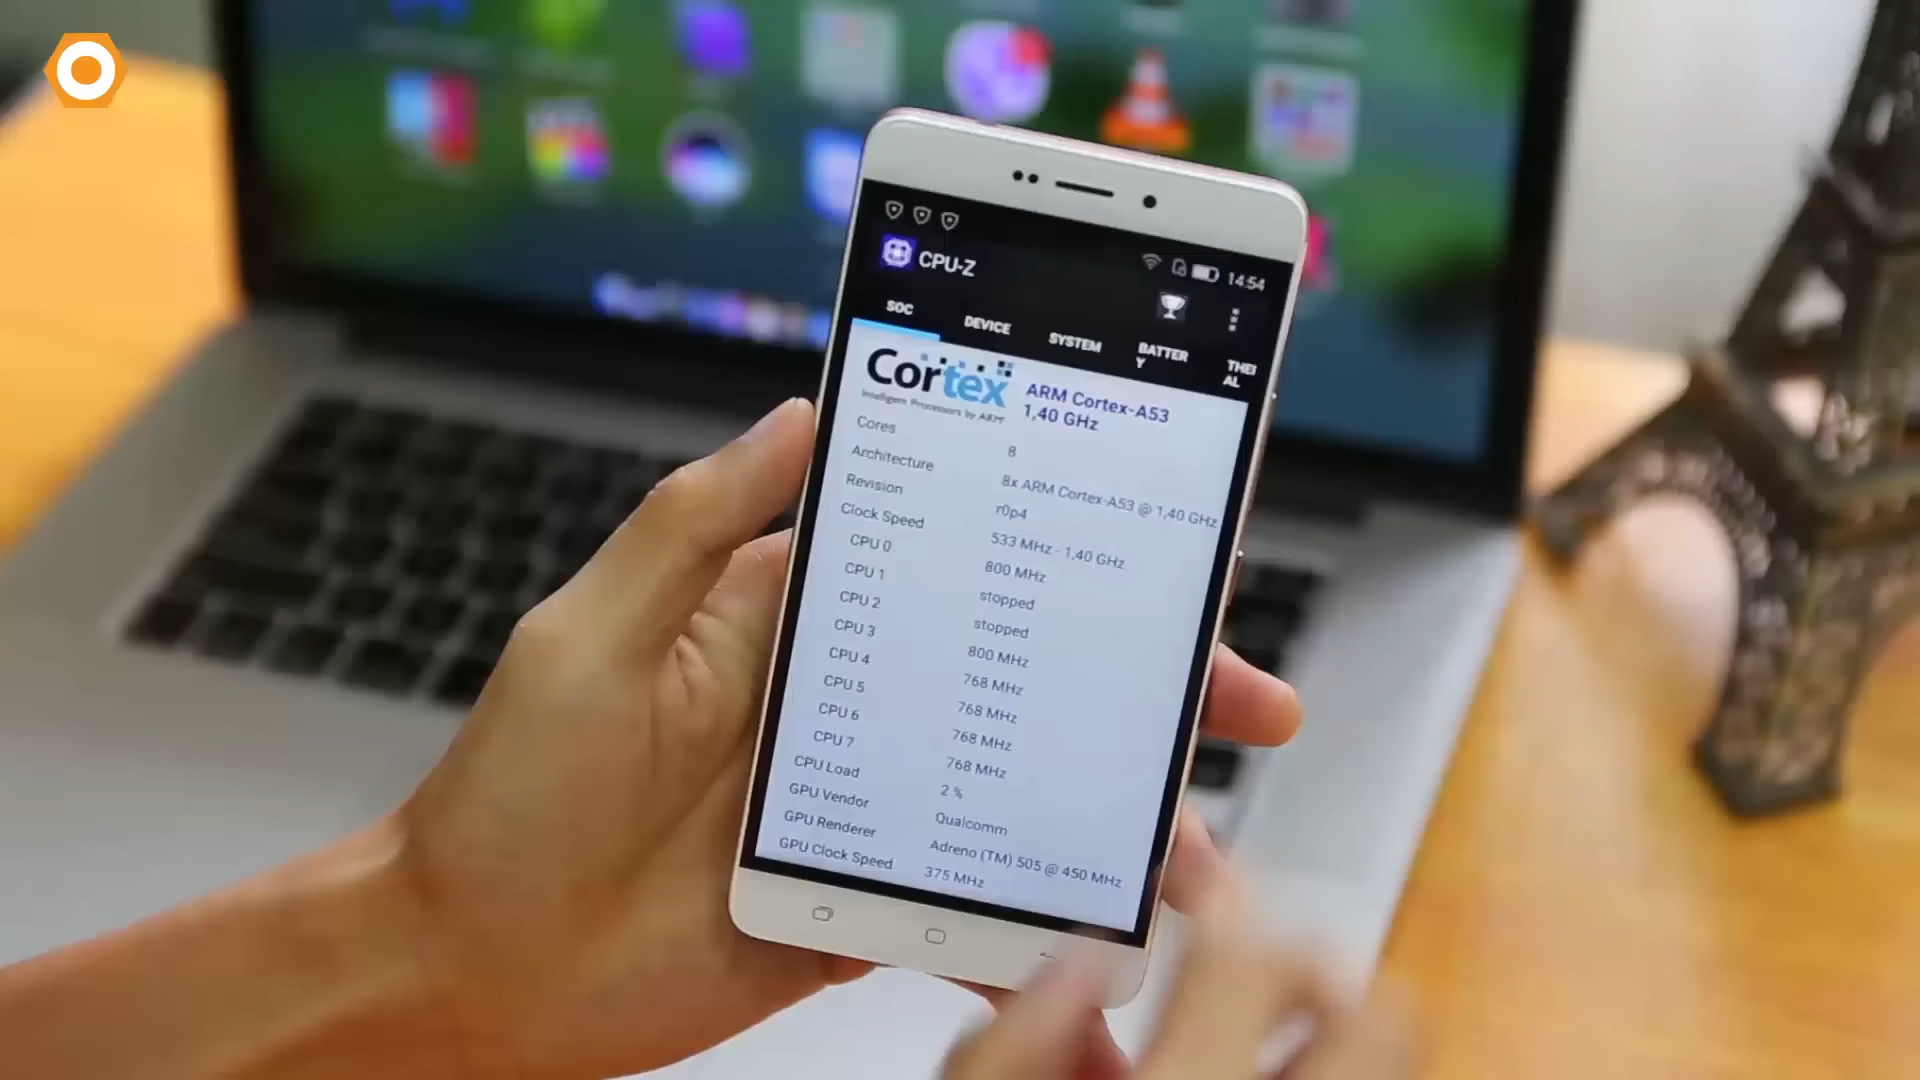 14:54
CPU-Z
SOC
DEVICE
SYSTEM
BATTER
Y
THE
AL
Cortex
Intelligent Processors by ARM
ARM Cortex-A53
1,40 GHz
Cores 8
Architecture 8x ARM Cortex-A53 @ 1,40 GHz
Revision r0p4
Clock Speed 533 MHz - 1,40 GHz
CPU 0 800 MHz
CPU 1 stopped
CPU 2 stopped
CPU 3 800 MHz
CPU 4 768 MHz
CPU 5 768 MHz
CPU 6 768 MHz
CPU 7 768 MHz
CPU Load 2 %
GPU Vendor Qualcomm
GPU Renderer Adreno (TM) 505 @ 450 MHz
GPU Clock Speed 375 MHz